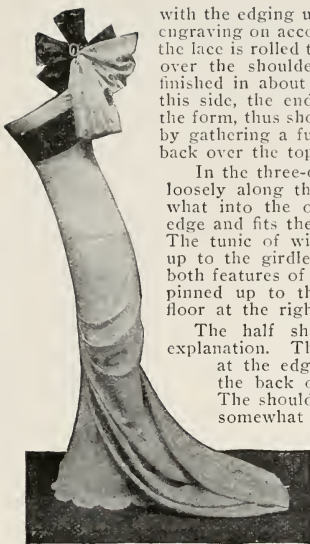 with the edging u
engraving on acco
the lace is rolled t
over the shoulde
finished in about
this side, the end
the form, thus sho
by gathering a fu
back over the top
In the three-c
loosely along th
what into the c
edge and fits the
The tunic of wi
up to the girdle
both features of
pinned up to th
floor at the righ
The half sh
explanation. Th
at the edg
the back o
The should
somewhat